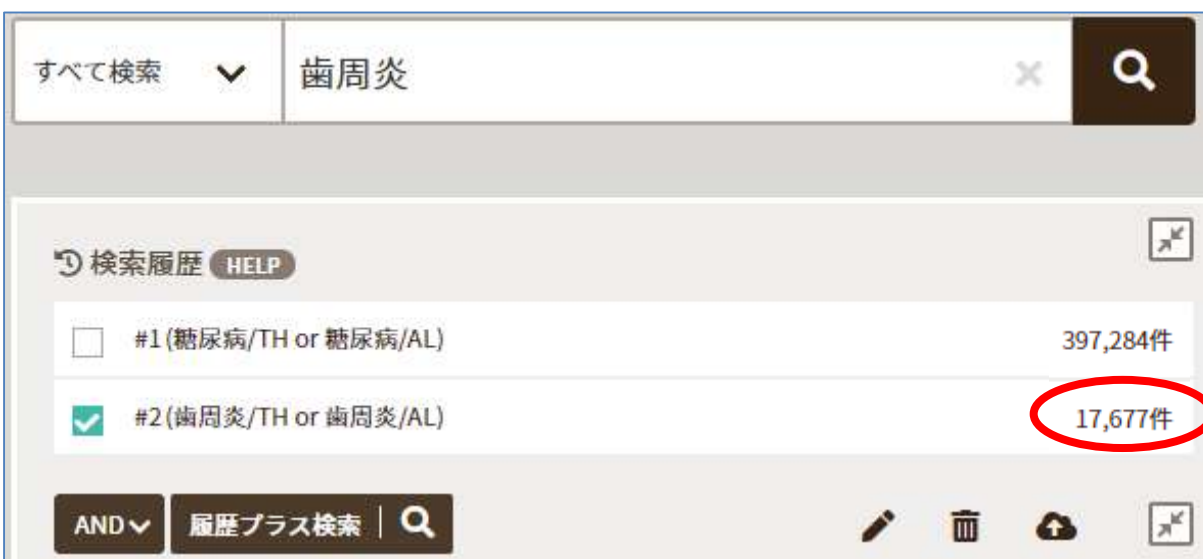 すべて検索 歯周炎
検索履歴 HELP
#1 (糖尿病/TH or 糖尿病/AL) 397,284件
#2 (歯周炎/TH or 歯周炎/AL) 17,677件
AND 履歴プラス検索